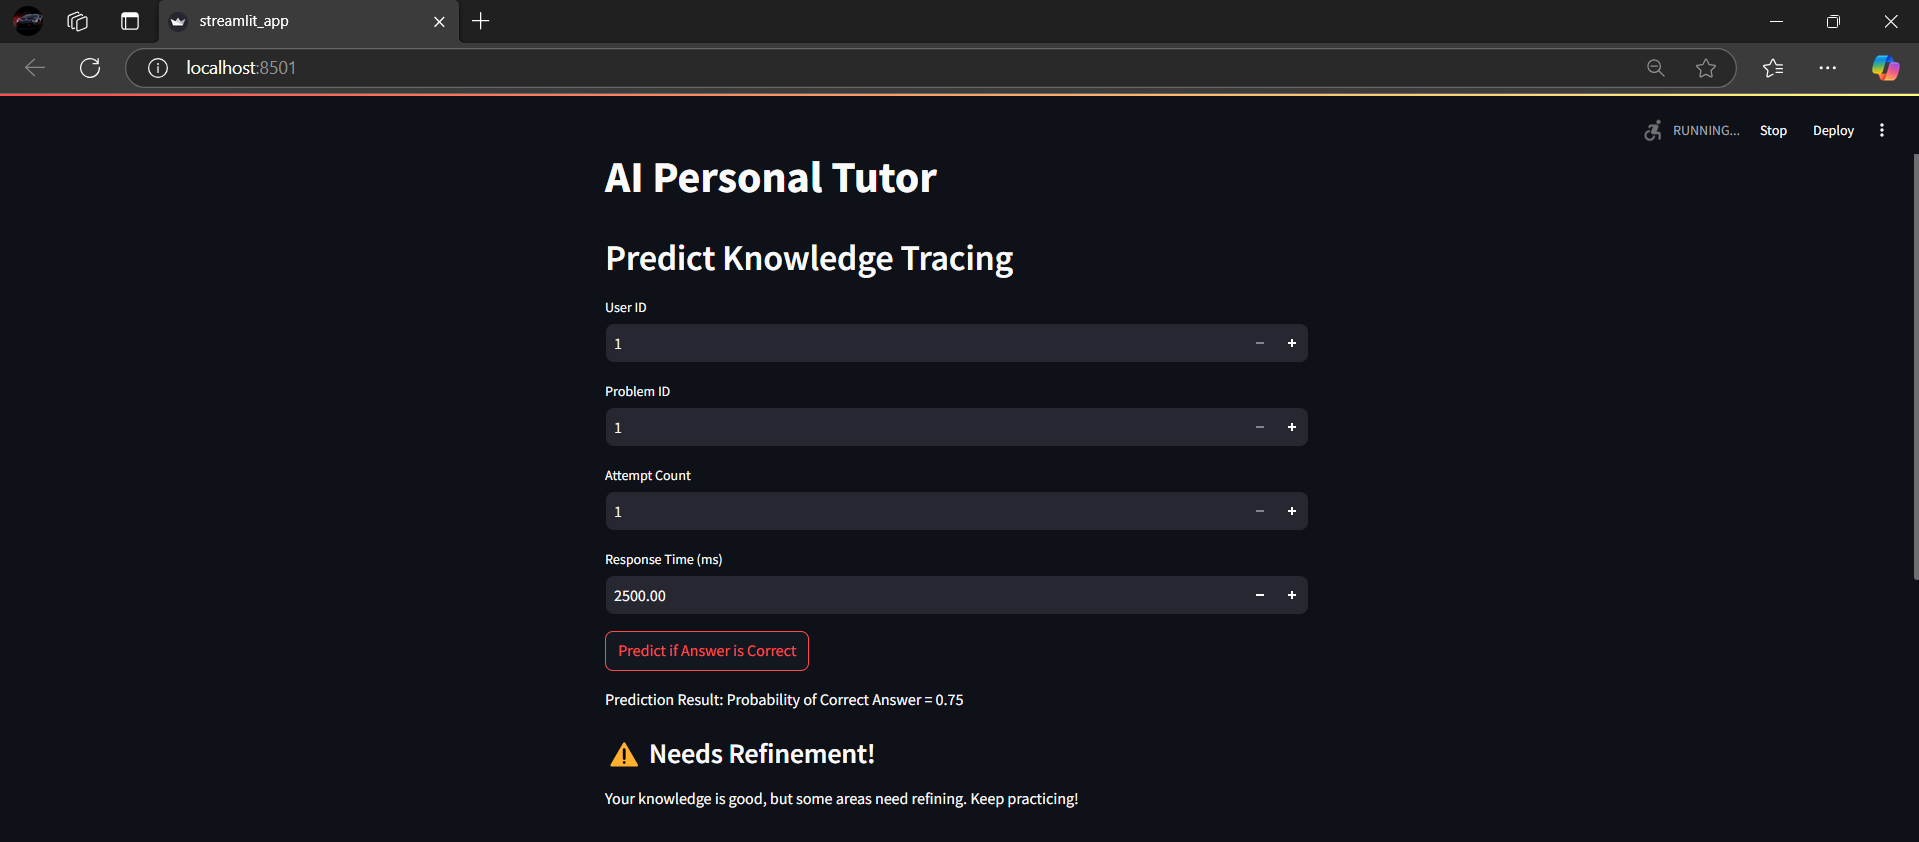 streamlit_app
localhost:8501
RUNNING... Stop Deploy
AI Personal Tutor
Predict Knowledge Tracing
User ID
1
Problem ID
1
Attempt Count
1
Response Time (ms)
2500.00
Predict if Answer is Correct
Prediction Result: Probability of Correct Answer = 0.75
Needs Refinement!
Your knowledge is good, but some areas need refining. Keep practicing!